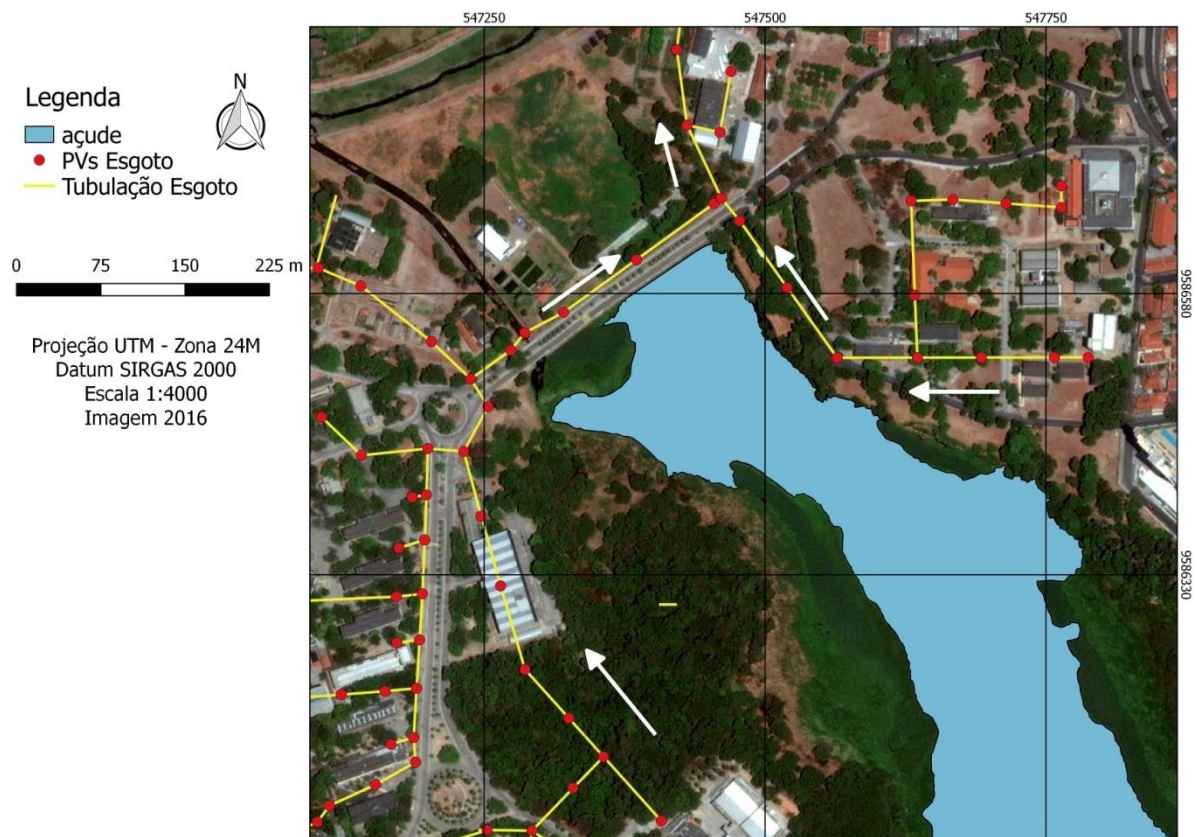 547250
547500
547750
N
Legenda
açude
PVs Esgoto
Tubulação Esgoto
0 75 150 225 m
Projeção UTM - Zona 24M
Datum SIRGAS 2000
Escala 1:4000
Imagem 2016
9586580
9586330